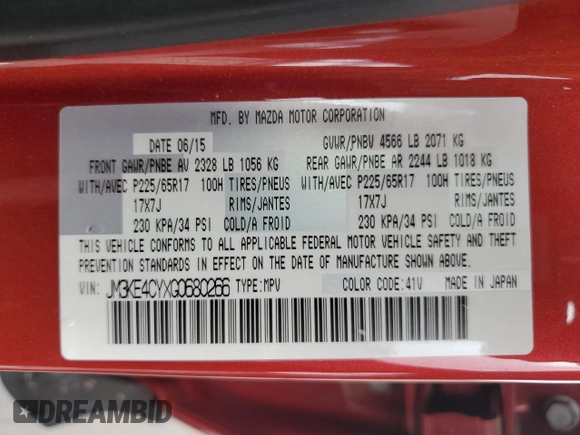 MFD. BY MAZDA MOTOR CORPORATION
DATE 06/15 GVWR/PNBV 4566 LB 2071 KG
FRONT GAWR/PNBE AV 2328 LB 1056 KG REAR GAWR/PNBE AR 2244 LB 1018 KG
WITH/AVEC P225/65R17 100H TIRES/PNEUS WITH/AVEC P225/65R17 100H TIRES/PNEUS
17X7J RIMS/JANTES 17X7J RIMS/JANTES
230 KPA/34 PSI COLD/A FROID 230 KPA/34 PSI COLD/A FROID
THIS VEHICLE CONFORMS TO ALL APPLICABLE FEDERAL MOTOR VEHICLE SAFETY AND THEFT
PREVENTION STANDARDS IN EFFECT ON THE DATE OF MANUFACTURE SHOWN ABOVE.
VIN: JM3KE4CYXG0680266 TYPE:MPV COLOR CODE:41V MADE IN JAPAN
DREAMBID